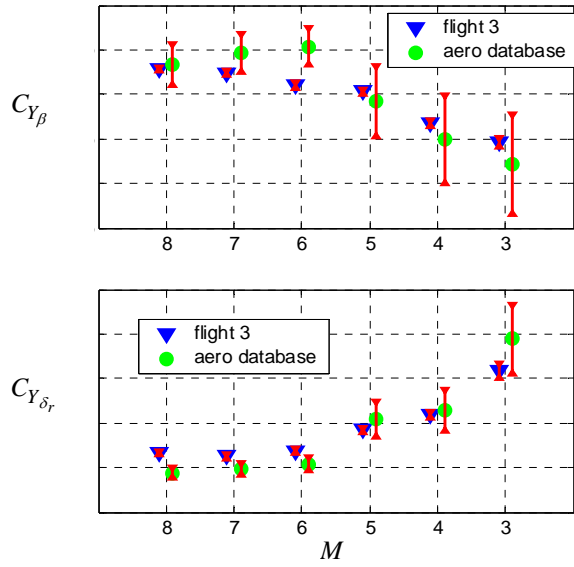 flight 3
aero database
C_{Y_β}
8 7 6 5 4 3
flight 3
aero database
C_{Y_{δ_r}}
8 7 6 5 4 3
M